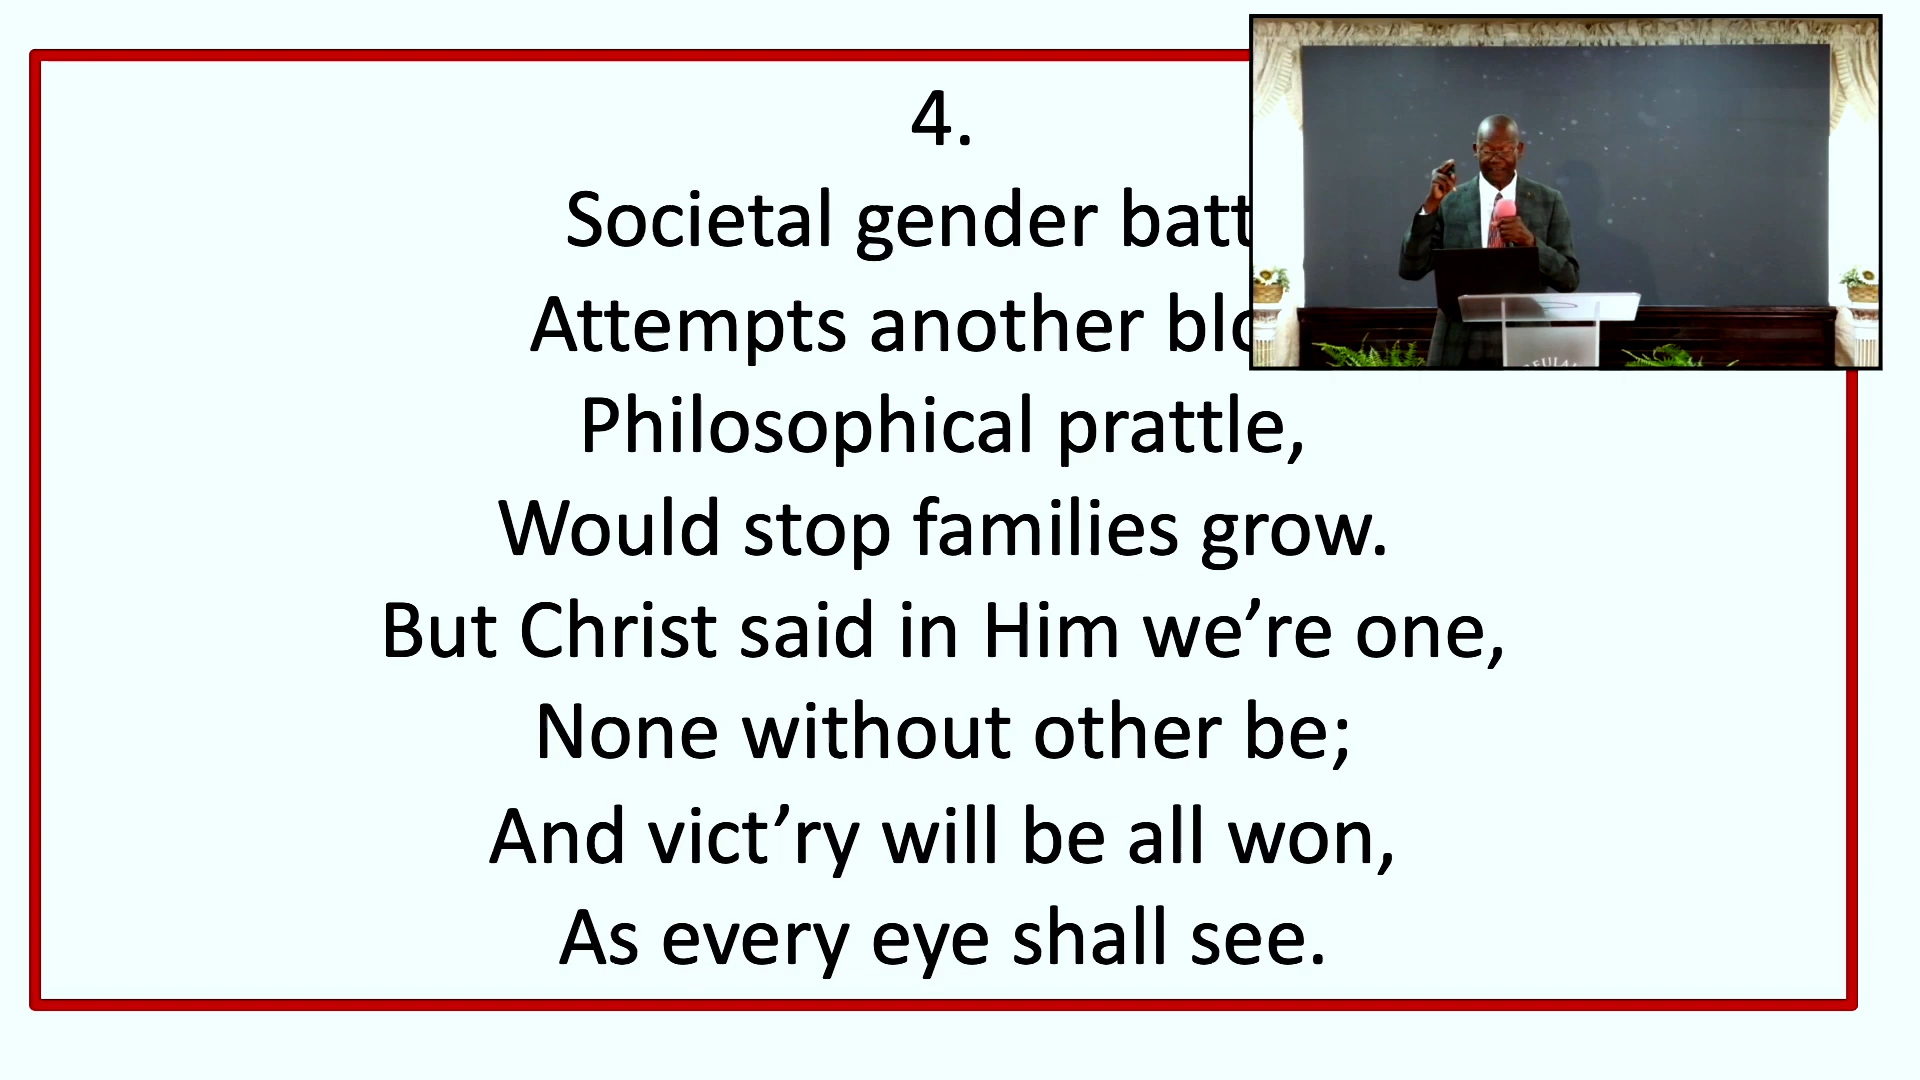 4.
Societal gender batt
Attempts another blo
Philosophical prattle,
Would stop families grow.
But Christ said in Him we’re one,
None without other be;
And vict’ry will be all won,
As every eye shall see.